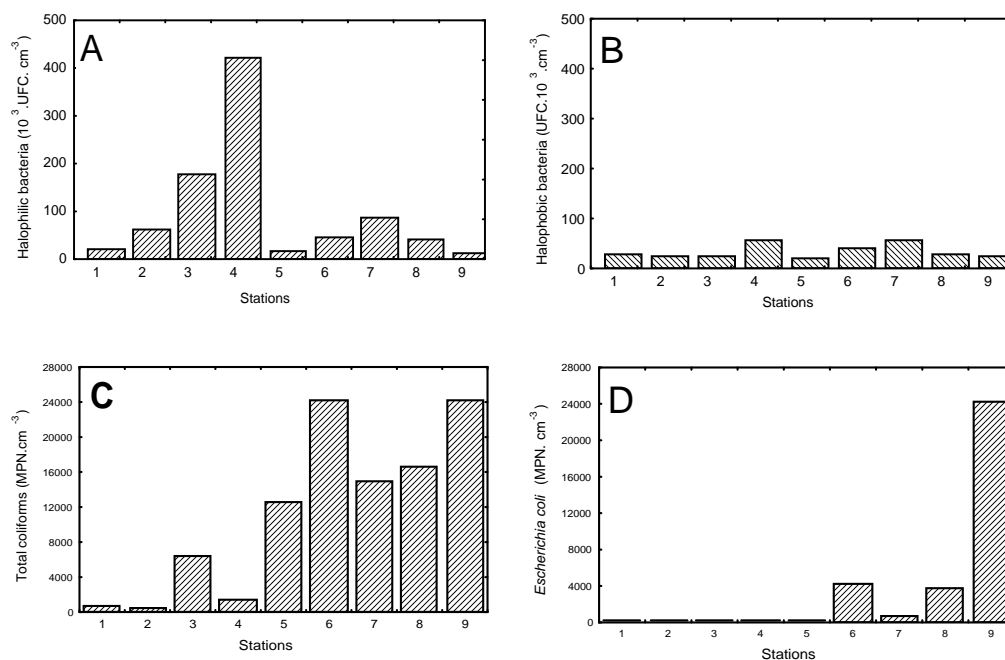 A
Halophilic bacteria (10 3 .UFC. cm-3)
500
400
300
200
100
0
1 2 3 4 5 6 7 8 9
Stations
B
Halophobic bacteria (UFC.10 3 .cm-3)
500
400
300
200
100
0
1 2 3 4 5 6 7 8 9
Stations
C
Total coliforms (MPN.cm-3)
28000
24000
20000
16000
12000
8000
4000
0
1 2 3 4 5 6 7 8 9
Stations
D
Escherichia coli (MPN. cm-3)
28000
24000
20000
16000
12000
8000
4000
0
1 2 3 4 5 6 7 8 9
Stations